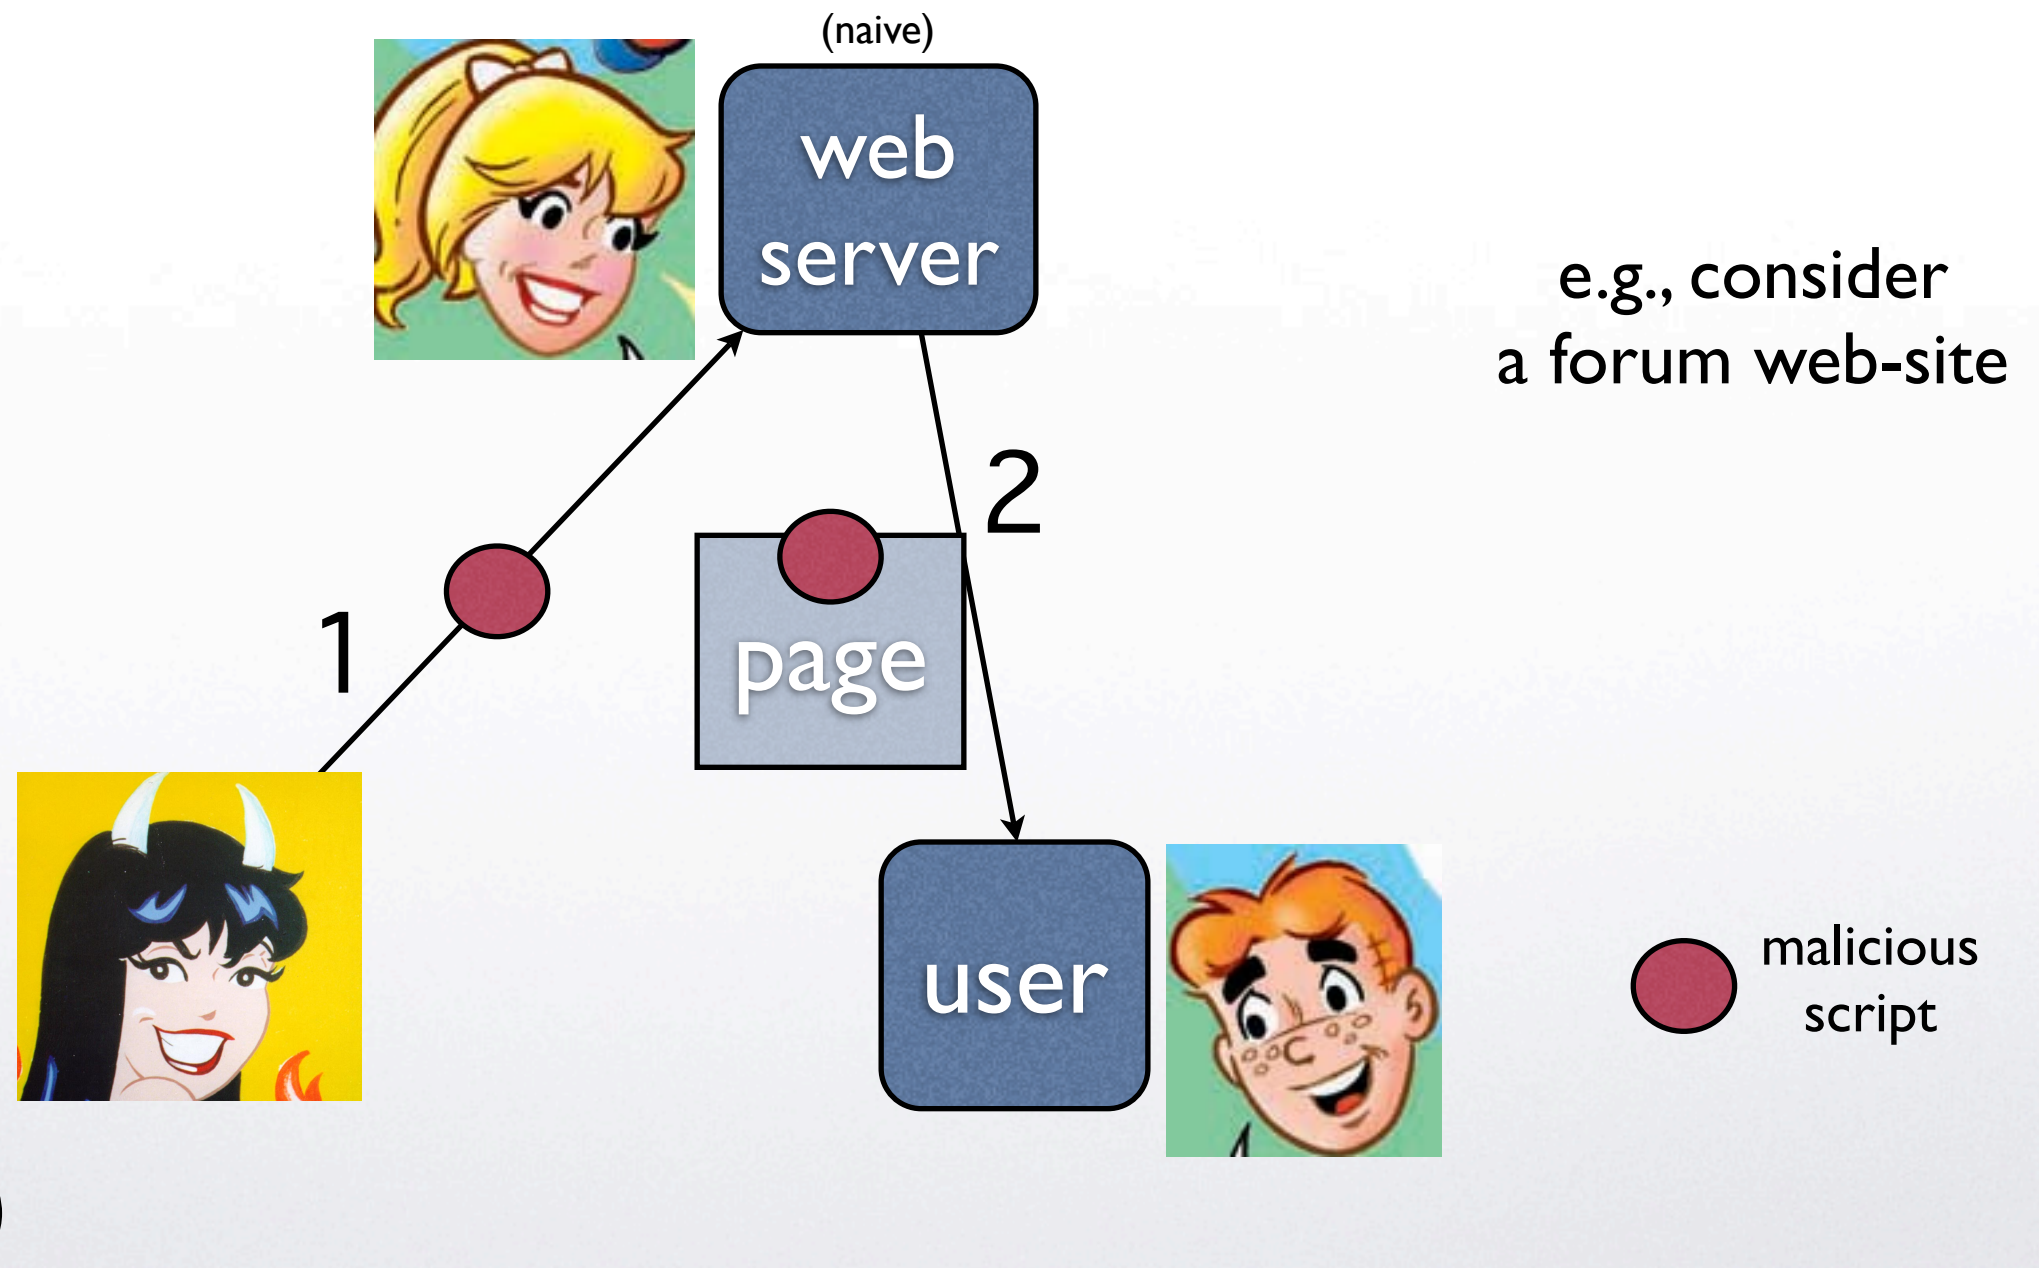 (naive)
web
server
e.g., consider
a forum web-site
2
1
page
user
malicious
script
)